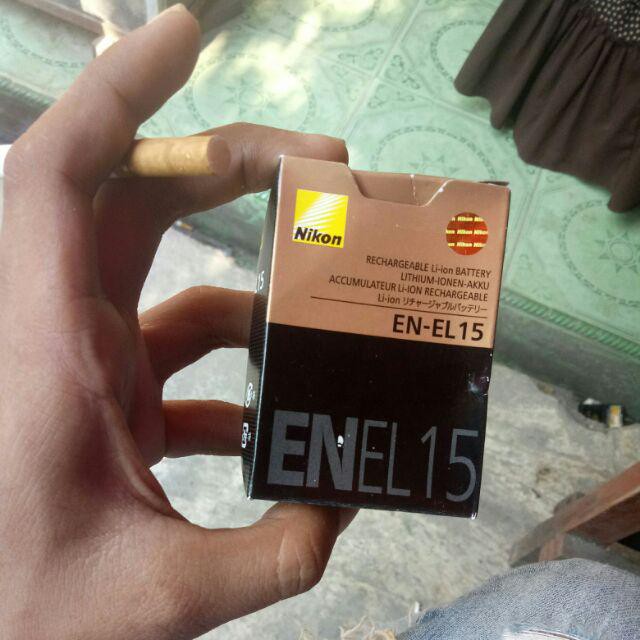 Nikon
RECHARGEABLE Li-ion BATTERY
LITHIUM-IONEN-AKKU
ACCUMULATEUR Li-ION RECHARGEABLE
Li-ion リチャージャブルバッテリー
EN-EL15
ENEL15
15